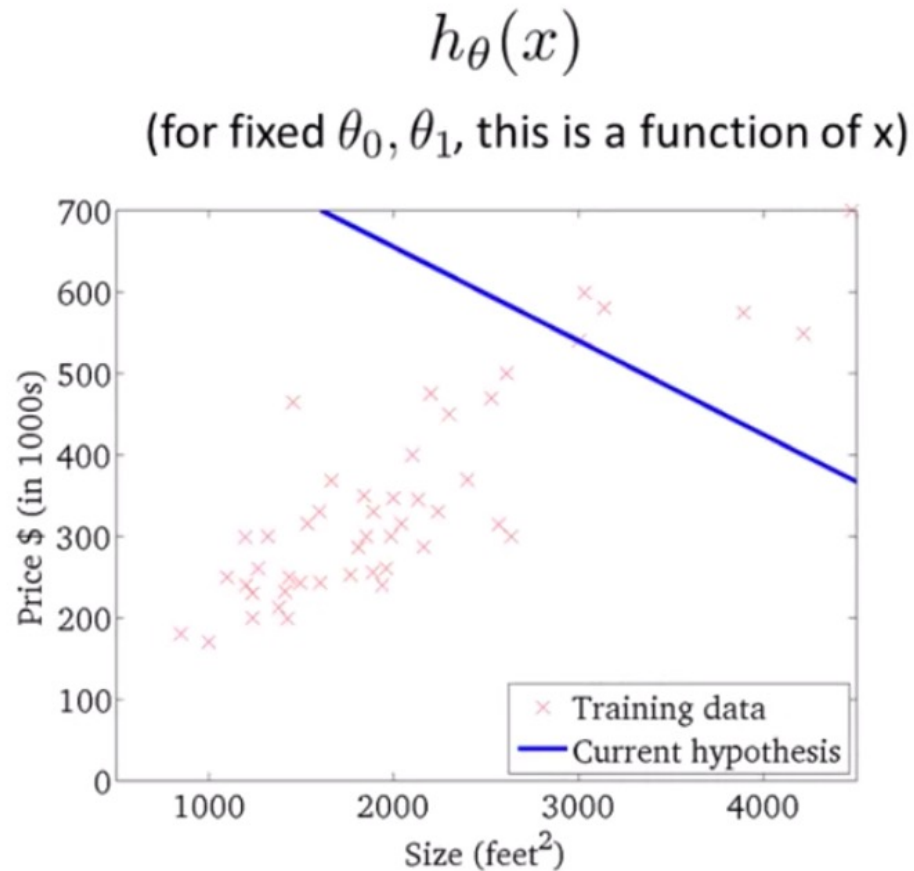 hθ(x)
(for fixed θ0, θ1, this is a function of x)
700
600
500
400
300
200
100
0
Price $ (in 1000s)
Training data
Current hypothesis
1000 2000 3000 4000
Size (feet²)